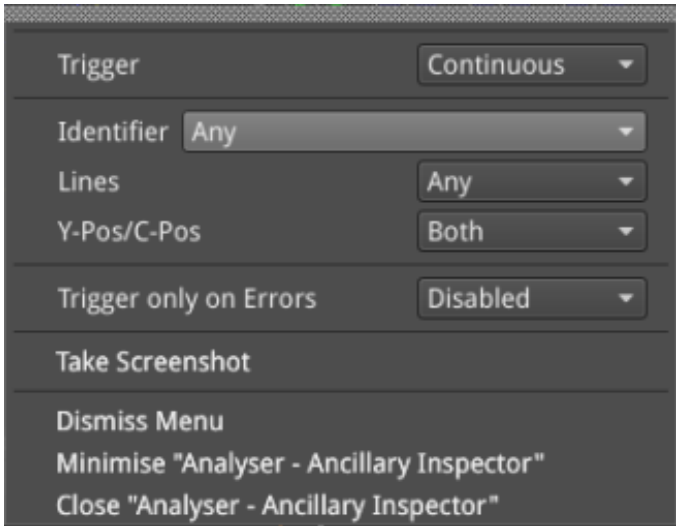 Trigger Continuous
Identifier Any
Lines Any
Y-Pos/C-Pos Both
Trigger only on Errors Disabled
Take Screenshot
Dismiss Menu
Minimise "Analyser - Ancillary Inspector"
Close "Analyser - Ancillary Inspector"